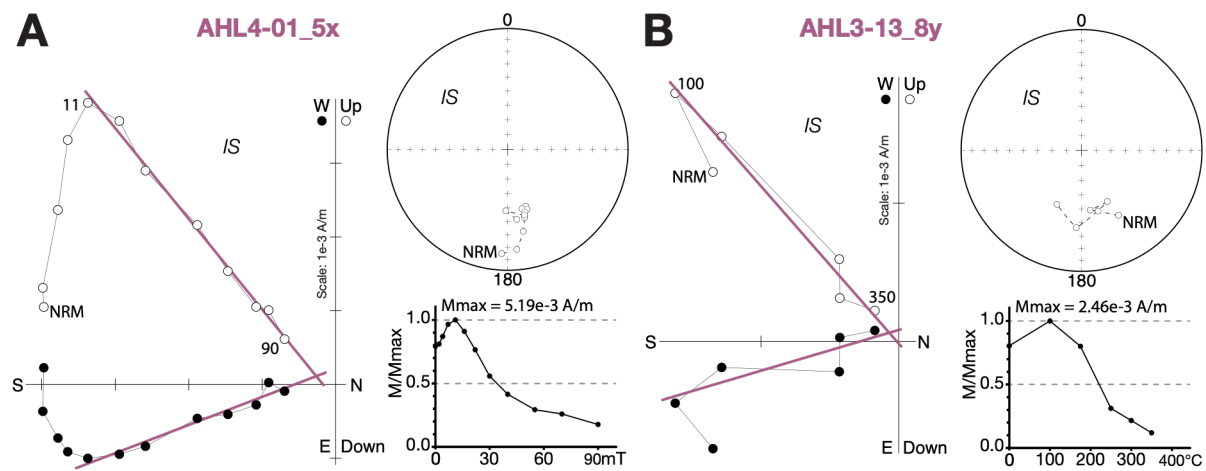 A
AHL4-01_5x
0
IS
11
W
Up
IS
Scale: 1e-3 A/m
NRM
90
S
N
E
Down
NRM
180
Mmax = 5.19e-3 A/m
M/Mmax
1.0
0.5
0.0
0
30
60
90mT
B
AHL3-13_8y
0
IS
100
W
Up
IS
Scale: 1e-3 A/m
NRM
350
S
N
E
Down
NRM
180
Mmax = 2.46e-3 A/m
M/Mmax
1.0
0.5
0.0
0
100
200
300
400°C